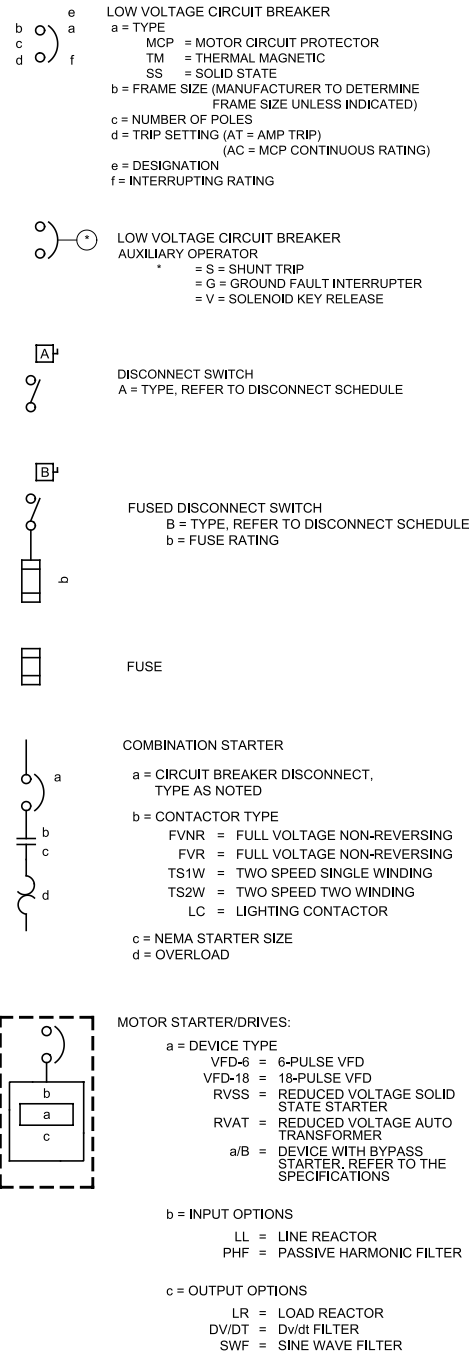 e LOW VOLTAGE CIRCUIT BREAKER
b a a = TYPE
c MCP = MOTOR CIRCUIT PROTECTOR
d f TM = THERMAL MAGNETIC
SS = SOLID STATE
b = FRAME SIZE (MANUFACTURER TO DETERMINE
FRAME SIZE UNLESS INDICATED)
c = NUMBER OF POLES
d = TRIP SETTING (AT = AMP TRIP)
(AC = MCP CONTINUOUS RATING)
e = DESIGNATION
f = INTERRUPTING RATING
* LOW VOLTAGE CIRCUIT BREAKER
AUXILIARY OPERATOR
* = S = SHUNT TRIP
= G = GROUND FAULT INTERRUPTER
= V = SOLENOID KEY RELEASE
A
DISCONNECT SWITCH
A = TYPE, REFER TO DISCONNECT SCHEDULE
B
FUSED DISCONNECT SWITCH
B = TYPE, REFER TO DISCONNECT SCHEDULE
b = FUSE RATING
b
FUSE
COMBINATION STARTER
a a = CIRCUIT BREAKER DISCONNECT,
TYPE AS NOTED
b = CONTACTOR TYPE
b FVNR = FULL VOLTAGE NON-REVERSING
c FVR = FULL VOLTAGE NON-REVERSING
TS1W = TWO SPEED SINGLE WINDING
d TS2W = TWO SPEED TWO WINDING
LC = LIGHTING CONTACTOR
c = NEMA STARTER SIZE
d = OVERLOAD
MOTOR STARTER/DRIVES:
a = DEVICE TYPE
VFD-6 = 6-PULSE VFD
VFD-18 = 18-PULSE VFD
b RVSS = REDUCED VOLTAGE SOLID
STATE STARTER
a RVAT = REDUCED VOLTAGE AUTO
TRANSFORMER
c a/B = DEVICE WITH BYPASS
STARTER. REFER TO THE
SPECIFICATIONS
b = INPUT OPTIONS
LL = LINE REACTOR
PHF = PASSIVE HARMONIC FILTER
c = OUTPUT OPTIONS
LR = LOAD REACTOR
DV/DT = Dv/dt FILTER
SWF = SINE WAVE FILTER